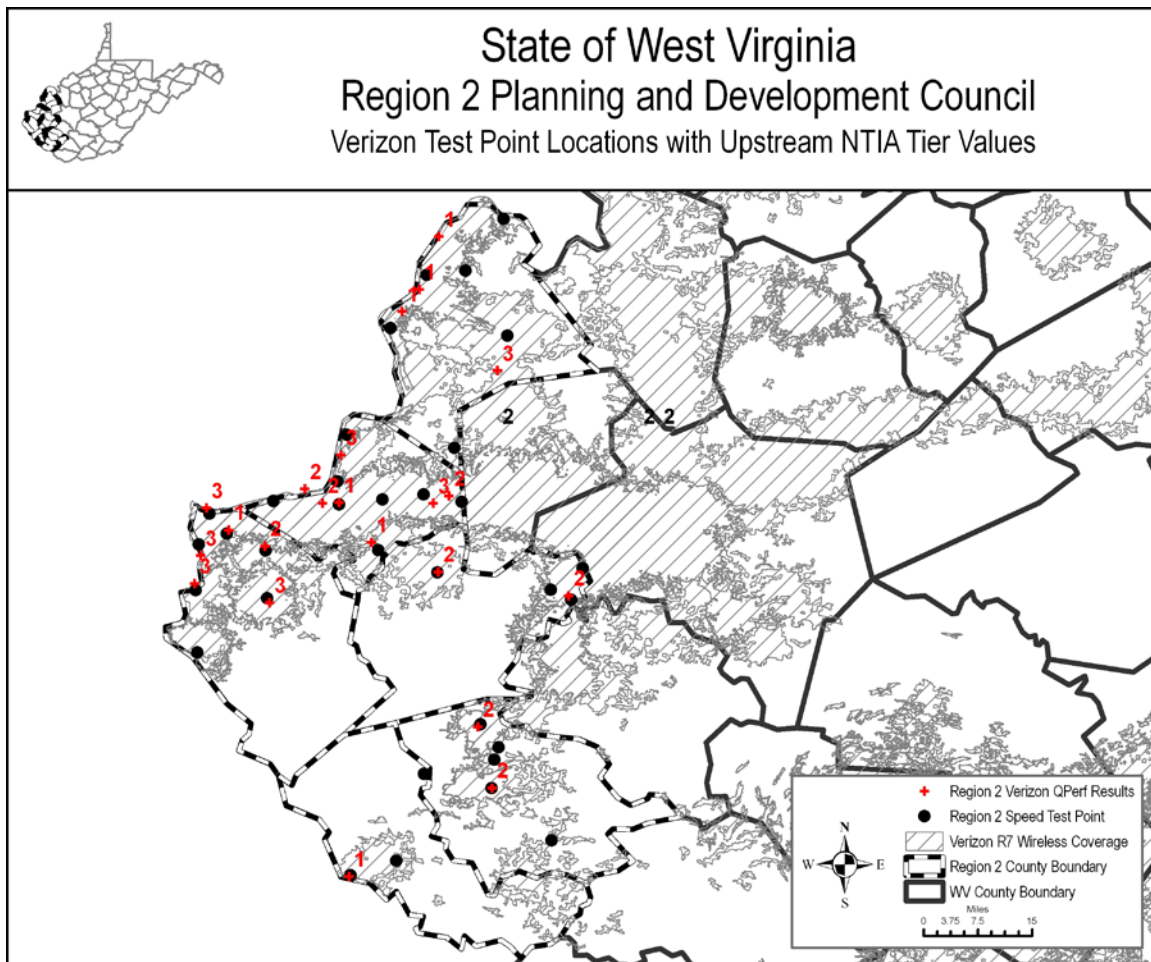 State of West Virginia
Region 2 Planning and Development Council
Verizon Test Point Locations with Upstream NTIA Tier Values
1
1
1
3
2
2 2
3
2
2
1
3
2
3
1
2
3
3
1
2
3
2
2
2
1
Region 2 Verizon QPerf Results
Region 2 Speed Test Point
Verizon R7 Wireless Coverage
Region 2 County Boundary
WV County Boundary
N
W E
S
Miles
0 3.75 7.5 15